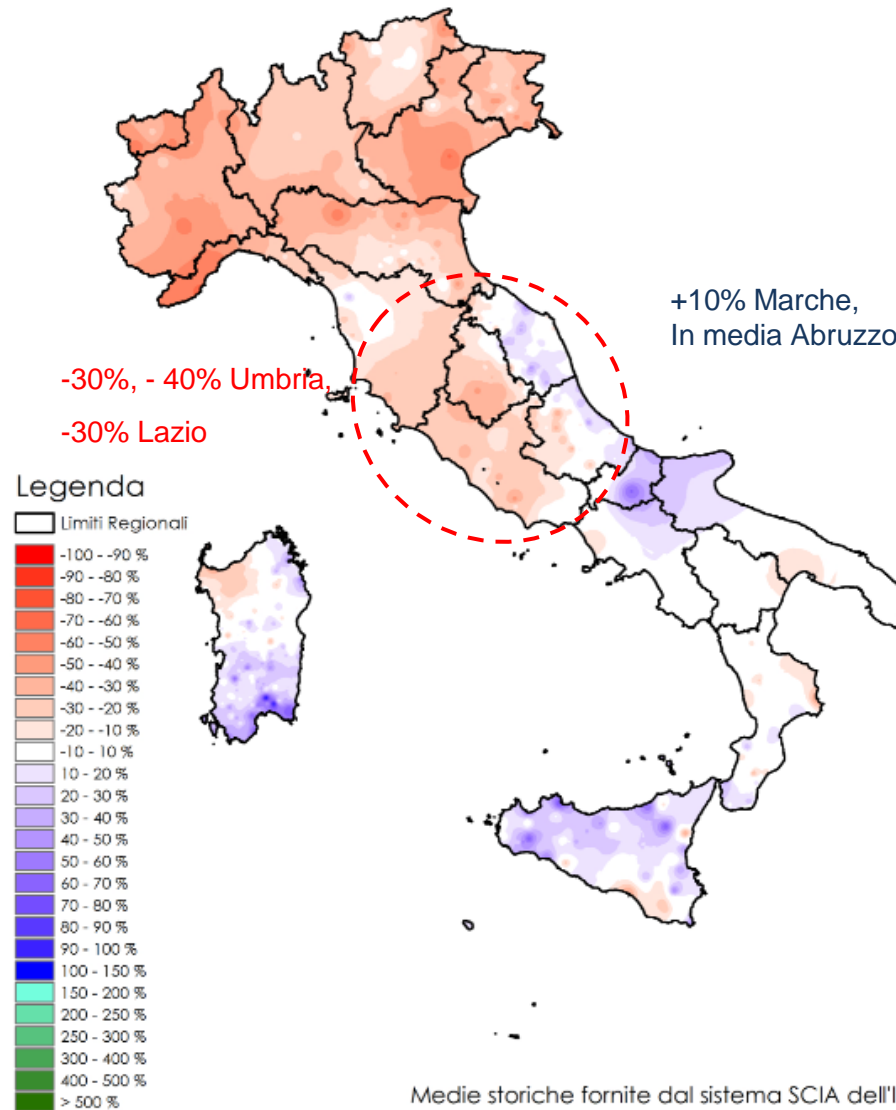 +10% Marche,
In media Abruzzo
-30%, - 40% Umbria,
-30% Lazio
Legenda
Limiti Regionali
-100 - -90 %
-90 - -80 %
-80 - -70 %
-70 - -60 %
-60 - -50 %
-50 - -40 %
-40 - -30 %
-30 - -20 %
-20 - -10 %
-10 - 10 %
10 - 20 %
20 - 30 %
30 - 40 %
40 - 50 %
50 - 60 %
60 - 70 %
70 - 80 %
80 - 90 %
90 - 100 %
100 - 150 %
150 - 200 %
200 - 250 %
250 - 300 %
300 - 400 %
400 - 500 %
> 500 %
Medie storiche fornite dal sistema SCIA dell'I